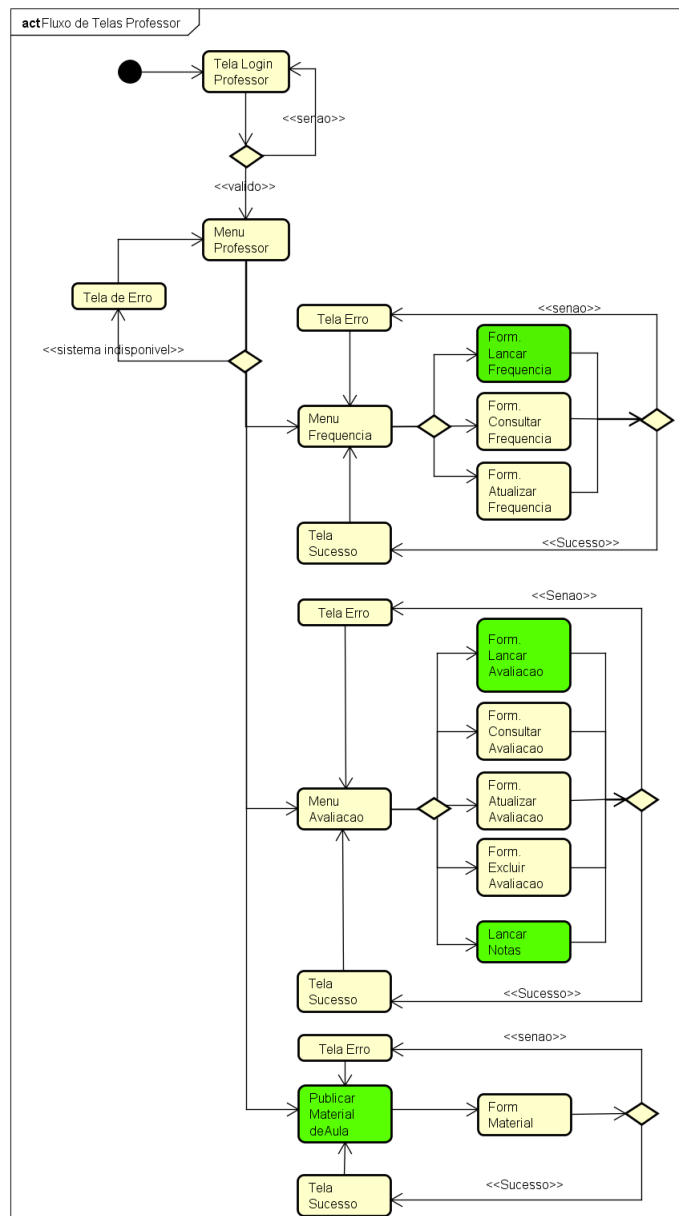 act Fluxo de Telas Professor
Tela Login
Professor
<<senao>>
<<valido>>
Menu
Professor
Tela de Erro
<<sistema indisponivel>>
<<senao>>
Tela Erro
Form.
Lancar
Frequencia
Menu
Frequência
Form.
Consultar
Frequencia
Form.
Atualizar
Frequencia
Tela
Sucesso
<<Sucesso>>
<<Senao>>
Tela Erro
Form.
Lancar
Avaliacao
Form.
Consultar
Avaliacao
Menu
Avaliacao
Form.
Atualizar
Avaliacao
Form.
Excluir
Avaliacao
Lancar
Notas
Tela
Sucesso
<<Sucesso>>
<<senao>>
Tela Erro
Publicar
Material
deAula
Form
Material
Tela
Sucesso
<<Sucesso>>